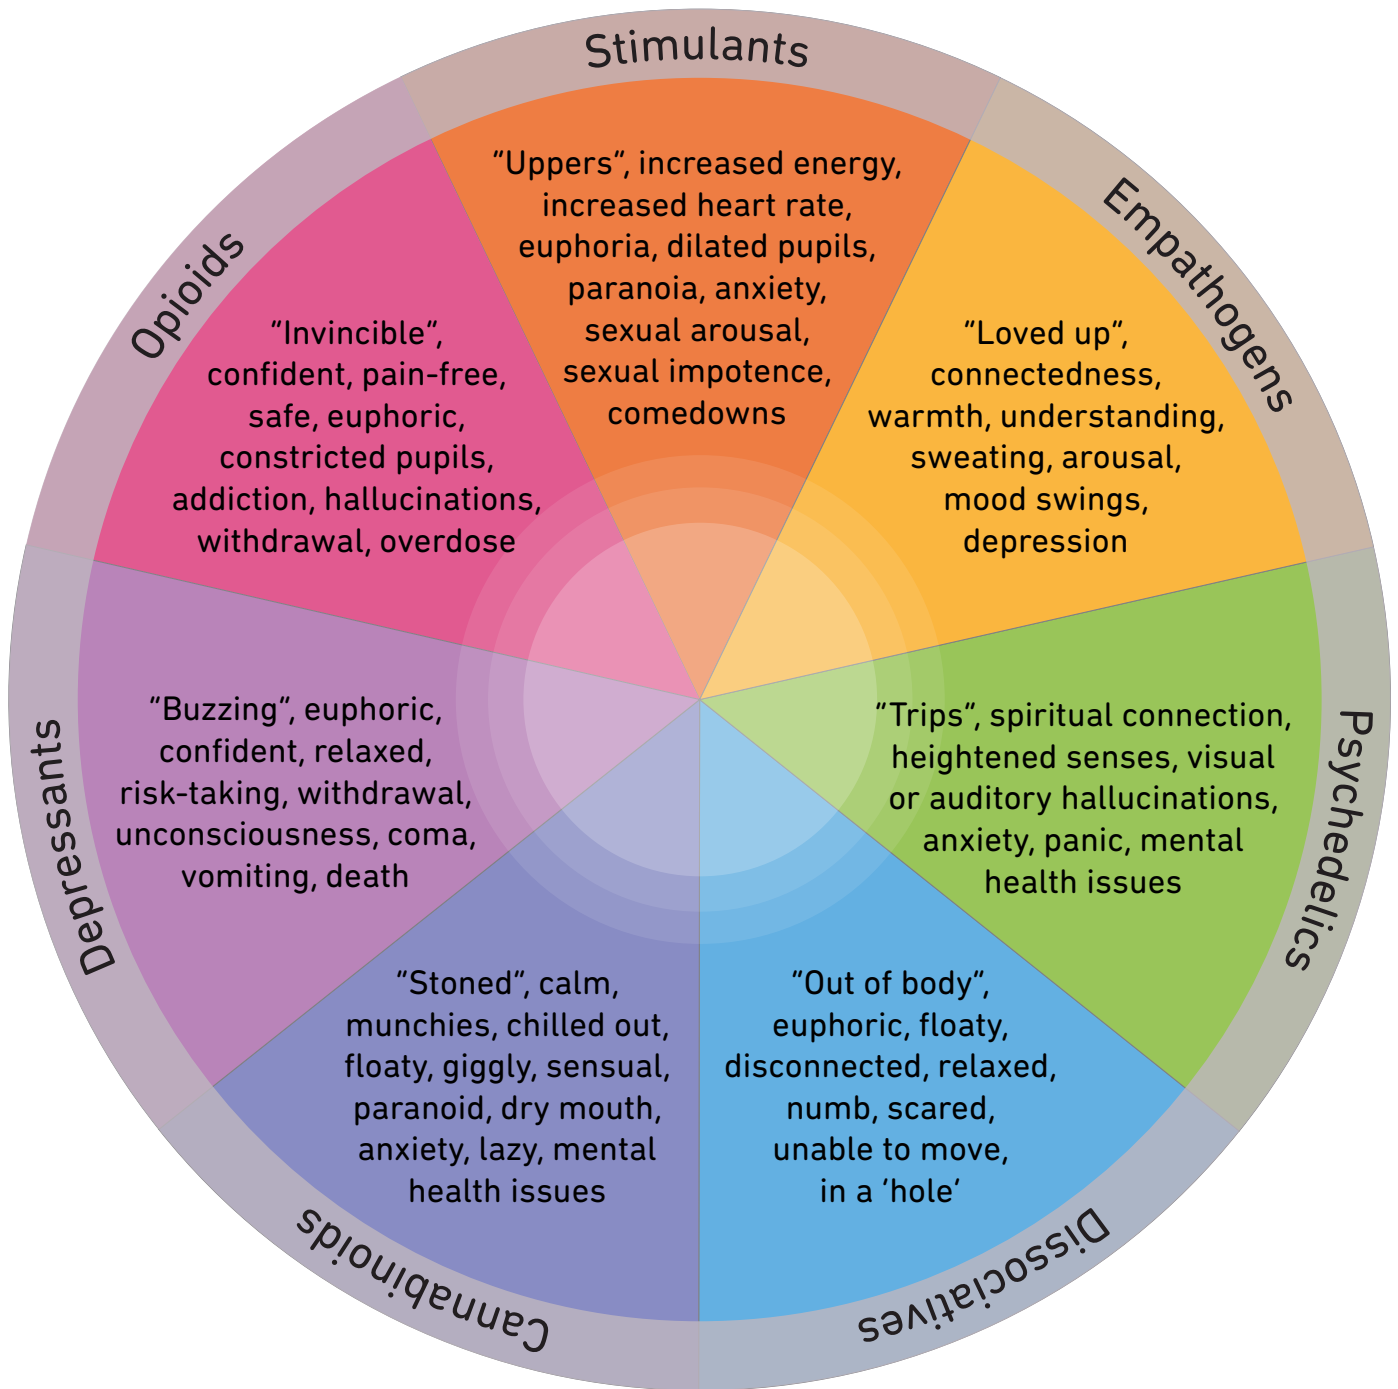 Stimulants
“Uppers“, increased energy,
increased heart rate,
euphoria, dilated pupils,
paranoia, anxiety,
sexual arousal,
sexual impotence,
comedowns
Empathogens
“Loved up“,
connectedness,
warmth, understanding,
sweating, arousal,
mood swings,
depression
Psychedelics
“Trips“, spiritual connection,
heightened senses, visual
or auditory hallucinations,
anxiety, panic, mental
health issues
Dissociatives
“Out of body“,
euphoric, floaty,
disconnected, relaxed,
numb, scared,
unable to move,
in a ‘hole’
Cannabinoids
“Stoned“, calm,
munchies, chilled out,
floaty, giggly, sensual,
paranoid, dry mouth,
anxiety, lazy, mental
health issues
Depressants
“Buzzing“, euphoric,
confident, relaxed,
risk-taking, withdrawal,
unconsciousness, coma,
vomiting, death
Opioids
“Invincible“,
confident, pain-free,
safe, euphoric,
constricted pupils,
addiction, hallucinations,
withdrawal, overdose